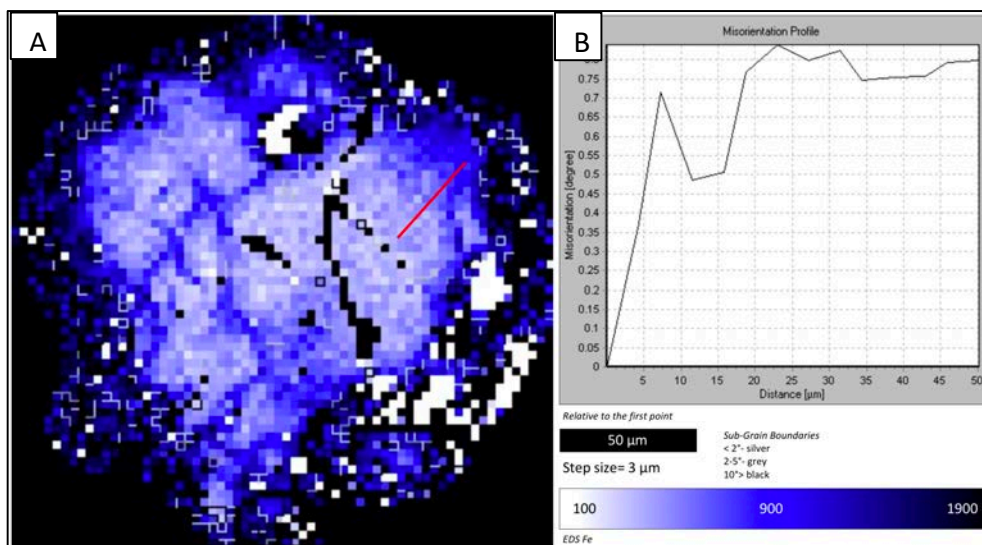 A
B
Misorientation Profile
Misorientation [degree]
0.8
0.75
0.7
0.65
0.6
0.55
0.5
0.45
0.4
0.35
0.3
0.25
0.2
0.15
0.1
0.05
0
5 10 15 20 25 30 35 40 45 50
Distance [µm]
Relative to the first point
50 µm
Step size= 3 µm
Sub-Grain Boundaries
< 2°- silver
2-5°- grey
10°> black
100 900 1900
EDS Fe